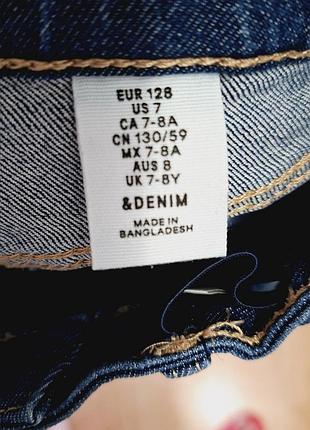 EUR 128
US 7
CA 7-8A
CN 130/59
MX 7-8A
AUS 8
UK 7-8Y
&DENIM
MADE IN
BANGLADESH